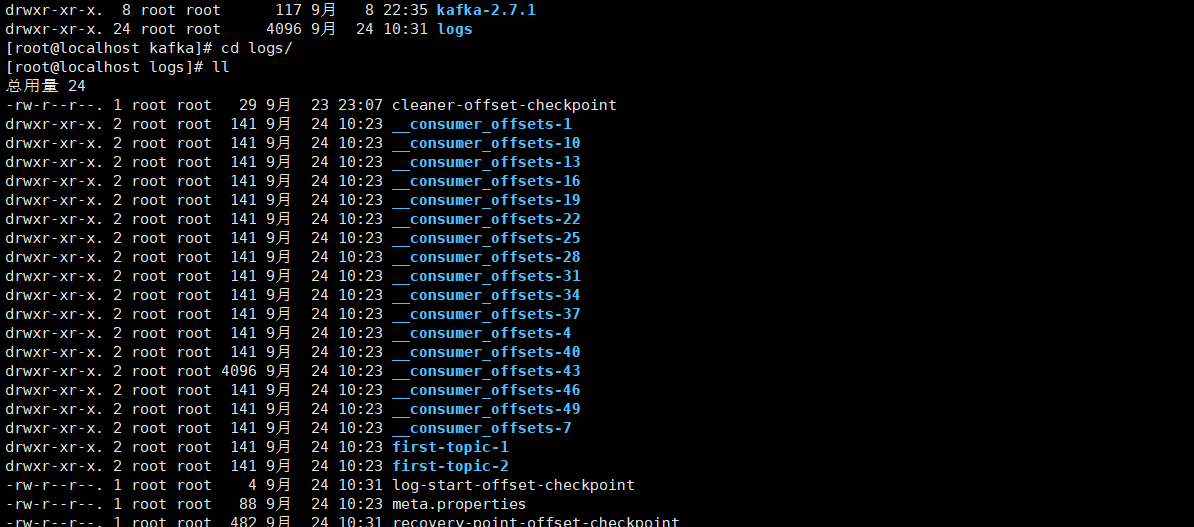 drwxr-xr-x.  8 root root      117 9月   8 22:35 kafka-2.7.1
drwxr-xr-x. 24 root root     4096 9月  24 10:31 logs
[root@localhost kafka]# cd logs/
[root@localhost logs]# ll
总用量 24
-rw-r--r--. 1 root root   29 9月  23 23:07 cleaner-offset-checkpoint
drwxr-xr-x. 2 root root  141 9月  24 10:23 __consumer_offsets-1
drwxr-xr-x. 2 root root  141 9月  24 10:23 __consumer_offsets-10
drwxr-xr-x. 2 root root  141 9月  24 10:23 __consumer_offsets-13
drwxr-xr-x. 2 root root  141 9月  24 10:23 __consumer_offsets-16
drwxr-xr-x. 2 root root  141 9月  24 10:23 __consumer_offsets-19
drwxr-xr-x. 2 root root  141 9月  24 10:23 __consumer_offsets-22
drwxr-xr-x. 2 root root  141 9月  24 10:23 __consumer_offsets-25
drwxr-xr-x. 2 root root  141 9月  24 10:23 __consumer_offsets-28
drwxr-xr-x. 2 root root  141 9月  24 10:23 __consumer_offsets-31
drwxr-xr-x. 2 root root  141 9月  24 10:23 __consumer_offsets-34
drwxr-xr-x. 2 root root  141 9月  24 10:23 __consumer_offsets-37
drwxr-xr-x. 2 root root  141 9月  24 10:23 __consumer_offsets-4
drwxr-xr-x. 2 root root  141 9月  24 10:23 __consumer_offsets-40
drwxr-xr-x. 2 root root 4096 9月  24 10:23 __consumer_offsets-43
drwxr-xr-x. 2 root root  141 9月  24 10:23 __consumer_offsets-46
drwxr-xr-x. 2 root root  141 9月  24 10:23 __consumer_offsets-49
drwxr-xr-x. 2 root root  141 9月  24 10:23 __consumer_offsets-7
drwxr-xr-x. 2 root root  141 9月  24 10:23 first-topic-1
drwxr-xr-x. 2 root root  141 9月  24 10:23 first-topic-2
-rw-r--r--. 1 root root    4 9月  24 10:31 log-start-offset-checkpoint
-rw-r--r--. 1 root root   88 9月  24 10:23 meta.properties
-rw-r--r--. 1 root root  482 9月  24 10:31 recovery-point-offset-checkpoint